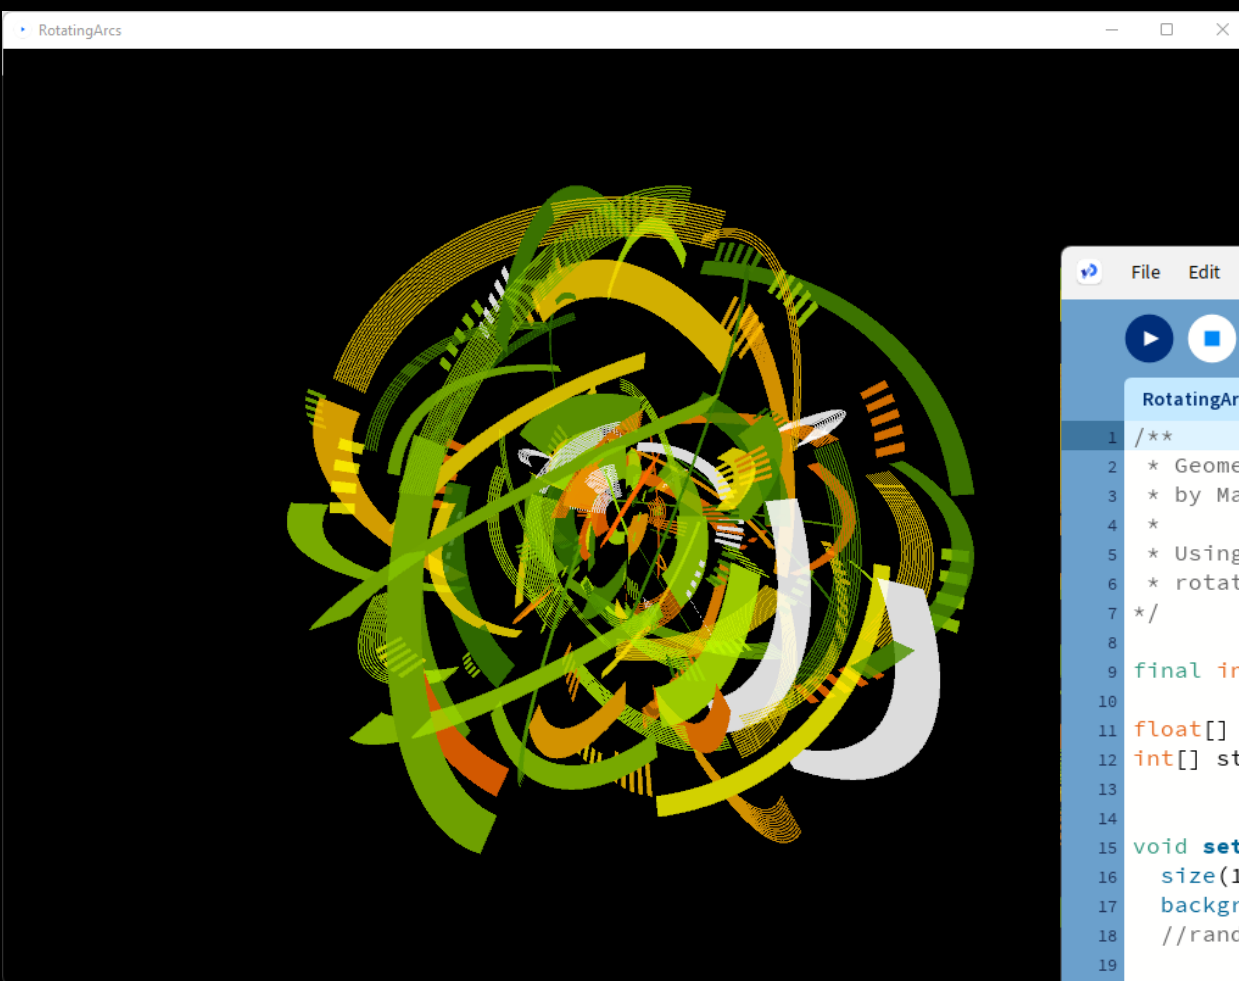 RotatingArcs
File Edit
RotatingAr
1 /**
2 * Geome
3 * by Ma
4 *
5 * Using
6 * rotat
7 */
8
9 final in
10
11 float[]
12 int[] st
13
14
15 void set
16 size(1
17 backgr
18 //rand
19